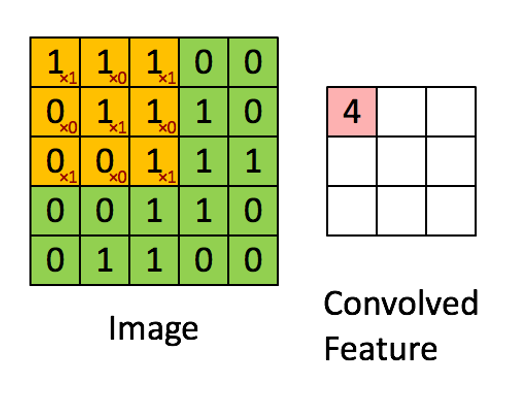 1×1 1×0 1×1 0 0
0×0 1×1 1×0 1 0
0×1 0×0 1×1 1 1
0 0 1 1 0
0 1 1 0 0
Image
4
Convolved
Feature